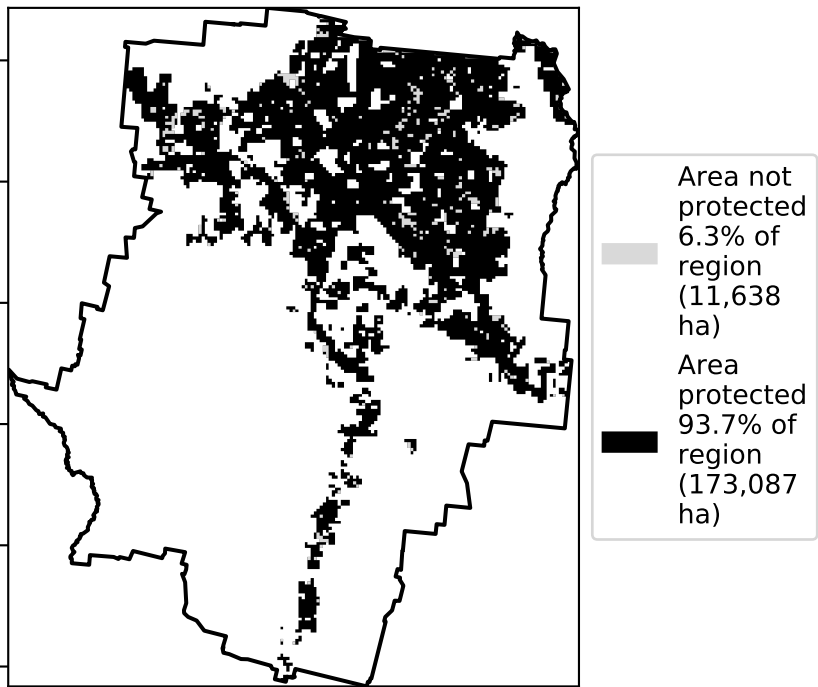 Area not
protected
6.3% of
region
(11,638
ha)
Area
protected
93.7% of
region
(173,087
ha)